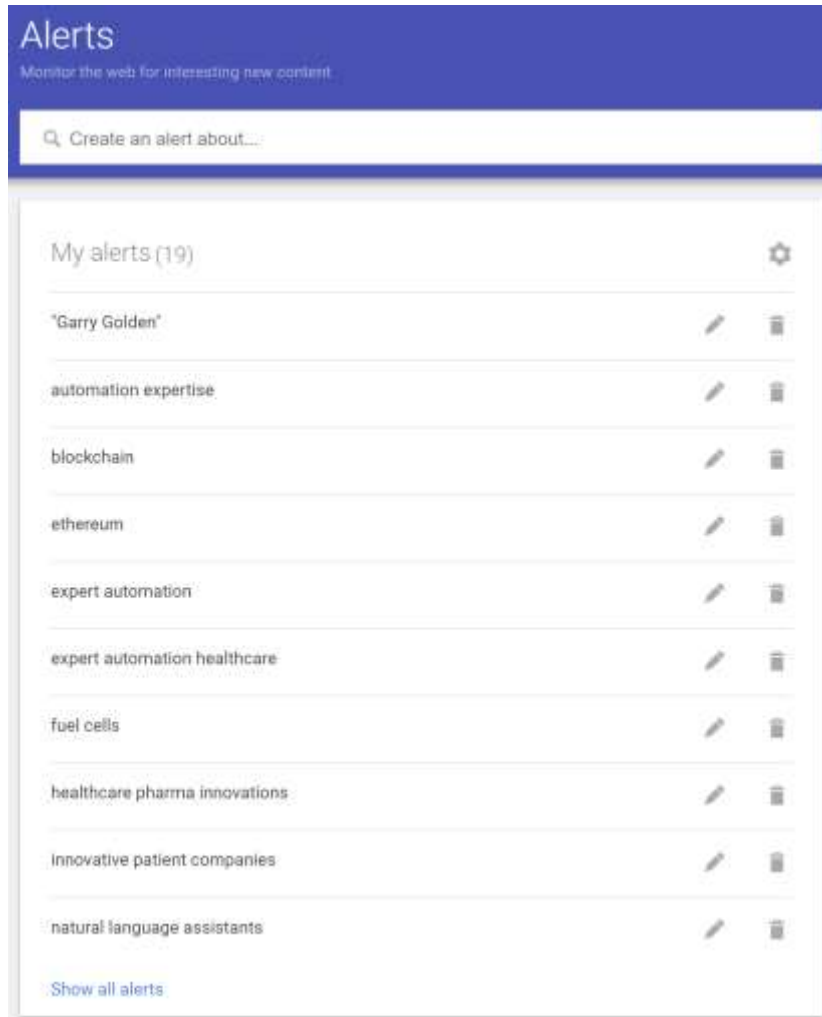 Alerts
Monitor the web for interesting new content
Create an alert about...
My alerts (19)
"Garry Golden"
automation expertise
blockchain
ethereum
expert automation
expert automation healthcare
fuel cells
healthcare pharma innovations
innovative patient companies
natural language assistants
Show all alerts